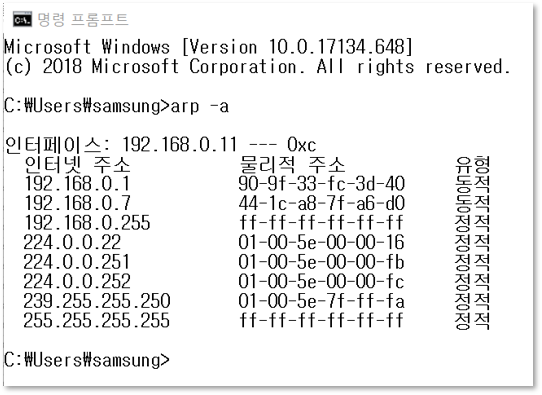 명령 프롬프트
Microsoft Windows [Version 10.0.17134.648]
(c) 2018 Microsoft Corporation. All rights reserved.
C:₩Users₩samsung>arp -a
인터페이스: 192.168.0.11 --- 0xc
인터넷 주소 물리적 주소 유형
192.168.0.1 90-9f-33-fc-3d-40 동적
192.168.0.7 44-1c-a8-7f-a6-d0 동적
192.168.0.255 ff-ff-ff-ff-ff-ff 정적
224.0.0.22 01-00-5e-00-00-16 정적
224.0.0.251 01-00-5e-00-00-fb 정적
224.0.0.252 01-00-5e-00-00-fc 정적
239.255.255.250 01-00-5e-7f-ff-fa 정적
255.255.255.255 ff-ff-ff-ff-ff-ff 정적
C:₩Users₩samsung>